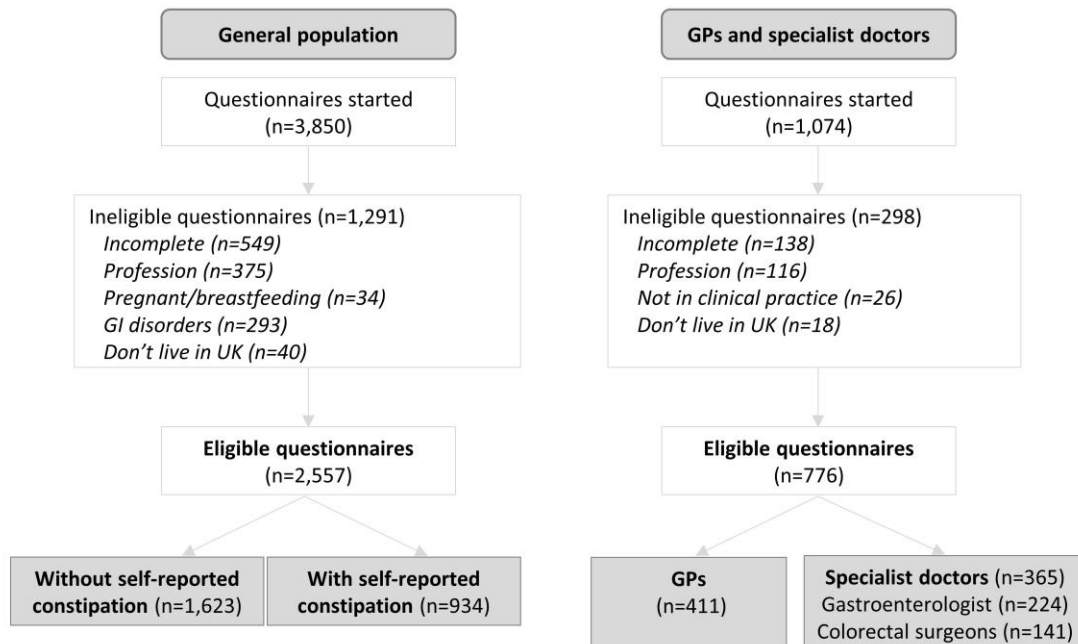 General population
Questionnaires started
(n=3,850)
Ineligible questionnaires (n=1,291)
Incomplete (n=549)
Profession (n=375)
Pregnant/breastfeeding (n=34)
GI disorders (n=293)
Don't live in UK (n=40)
Eligible questionnaires
(n=2,557)
Without self-reported
constipation (n=1,623)
With self-reported
constipation (n=934)
GPs and specialist doctors
Questionnaires started
(n=1,074)
Ineligible questionnaires (n=298)
Incomplete (n=138)
Profession (n=116)
Not in clinical practice (n=26)
Don't live in UK (n=18)
Eligible questionnaires
(n=776)
GPs
(n=411)
Specialist doctors (n=365)
Gastroenterologist (n=224)
Colorectal surgeons (n=141)